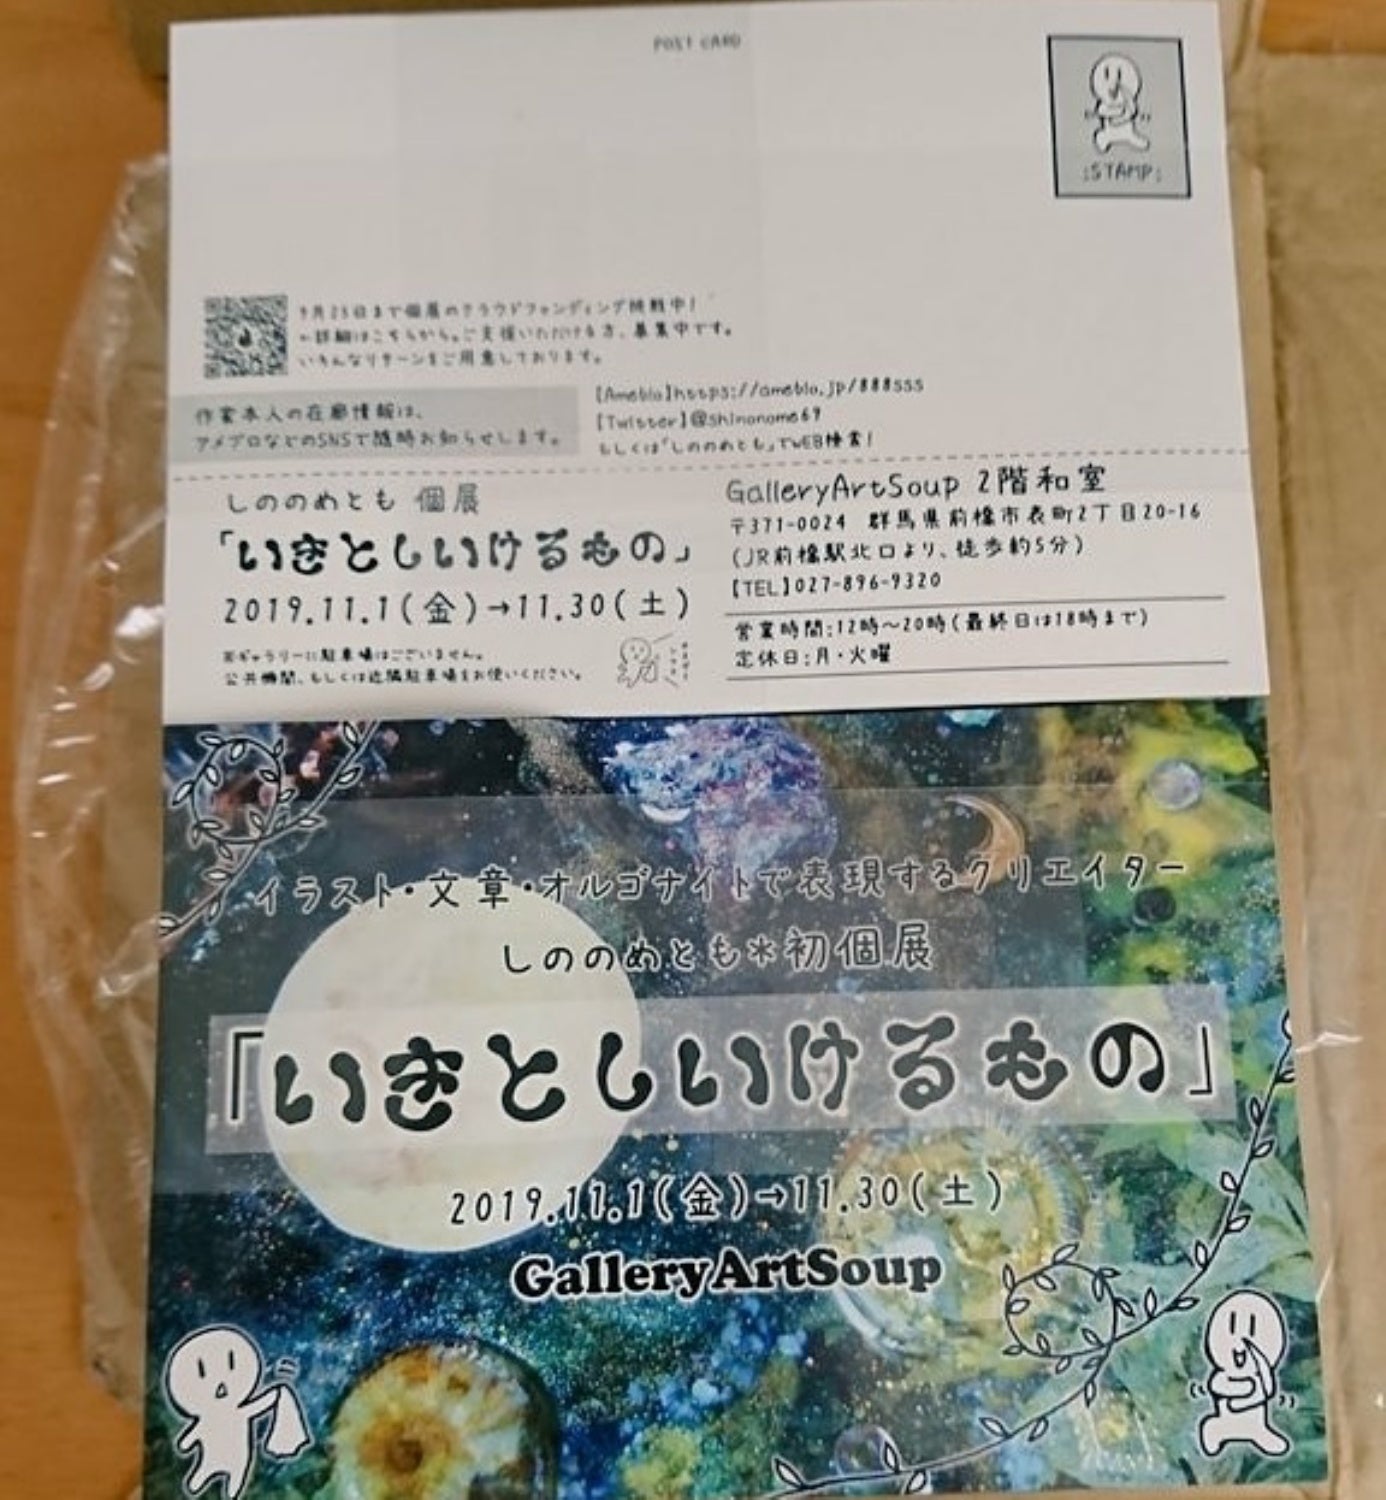 POST CARD
:STAMP:
9月25日まで個展のクラウドファンディング挑戦中!
←詳細はこちらから。ご支援いただける方、募集中です。
いろんなリターンをご用意しております。
作家本人の在廊情報は、
アメブロなどのSNSで随時お知らせします。
[Ameblo]https://ameblo.jp/888sss
[Twitter]@Shinonome69
もしくは「しののめとも」でWEB検索!
しののめとも 個展
「いきとしいけるもの」
2019.11.1(金)→11.30(土)
※ギャラリーに駐車場はございません。
公共機関、もしくは近隣駐車場をお使いください。
GalleryArtSoup 2階和室
〒371-0024 群馬県前橋市表町2丁目20-16
(JR前橋駅北口より、徒歩約5分)
【TEL】027-896-9320
営業時間:12時〜20時(最終日は18時まで)
定休日:月・火曜
イラスト・文章・オルゴナイトで表現するクリエイター
しののめとも*初個展
「いきとしいけるもの」
2019.11.1(金)→11.30(土)
GalleryArtSoup